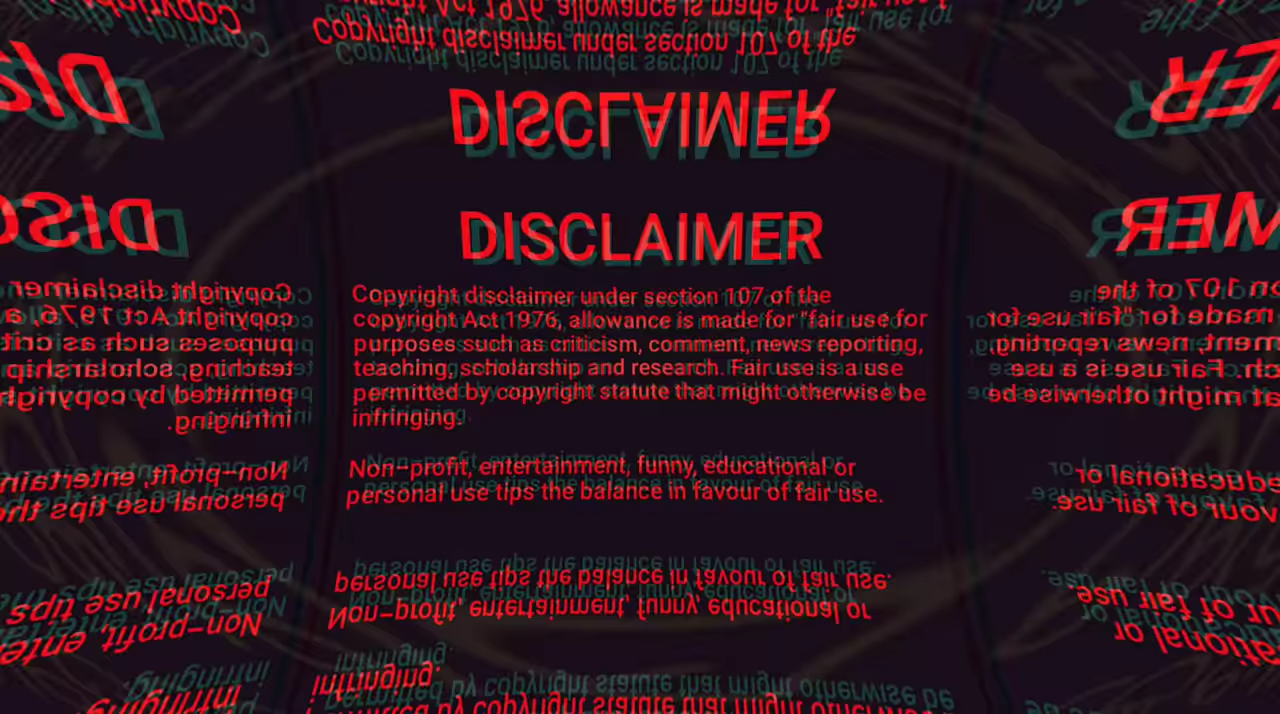 DISCLAIMER
Copyright disclaimer under section 107 of the
copyright Act 1976, allowance is made for "fair use for
purposes such as criticism, comment, news reporting,
teaching, scholarship and research. Fair use is a use
permitted by copyright statute that might otherwise be
infringing.
Non-profit, entertainment, funny, educational or
personal use tips the balance in favour of fair use.